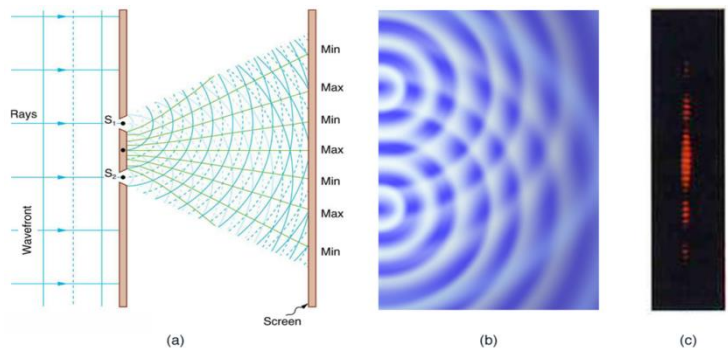 Rays
Wavefront
S1
S2
Min
Max
Min
Max
Min
Max
Min
Screen
(a)
(b)
(c)